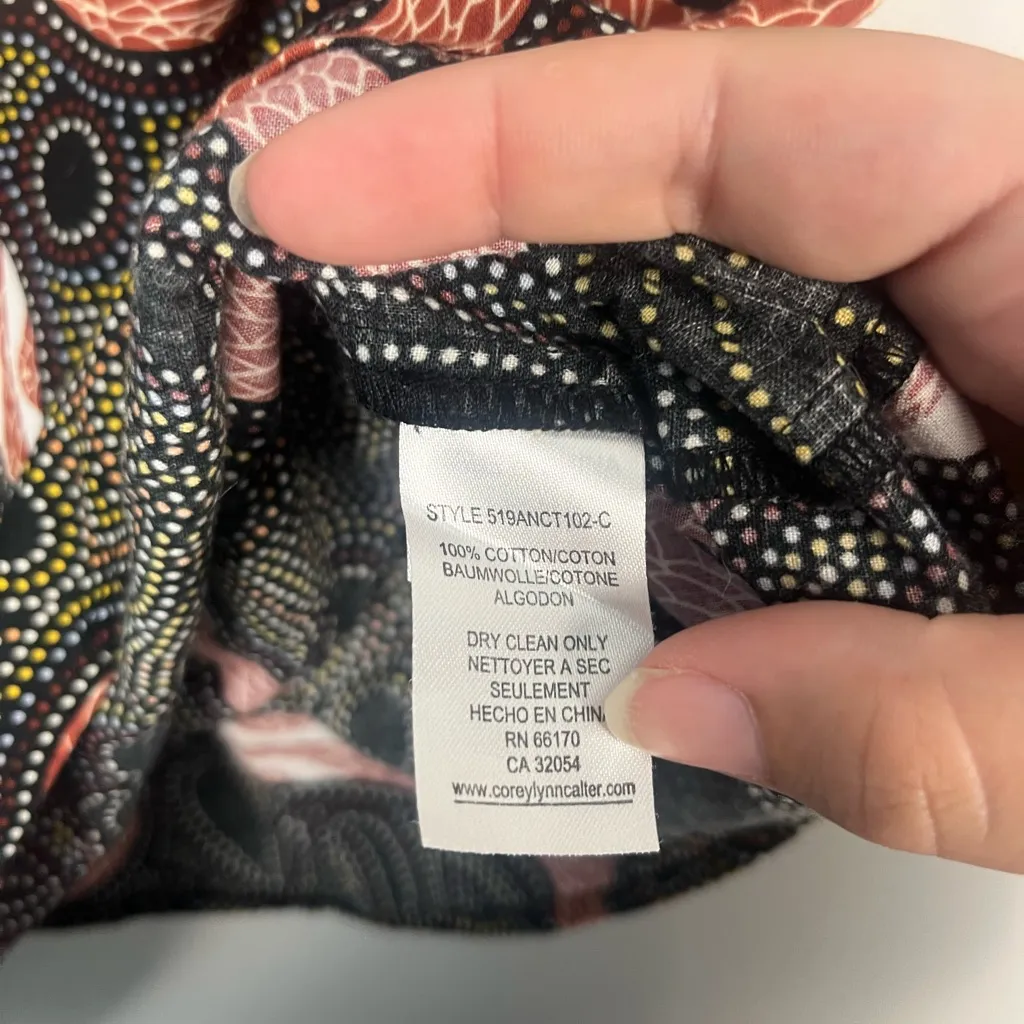 STYLE 519ANCT102-C
100% COTTON/COTON
BAUMWOLLE/COTONE
ALGODON
DRY CLEAN ONLY
NETTOYER A SEC
SEULEMENT
HECHO EN CHINA
RN 66170
CA 32054
www.coreylynncalter.com